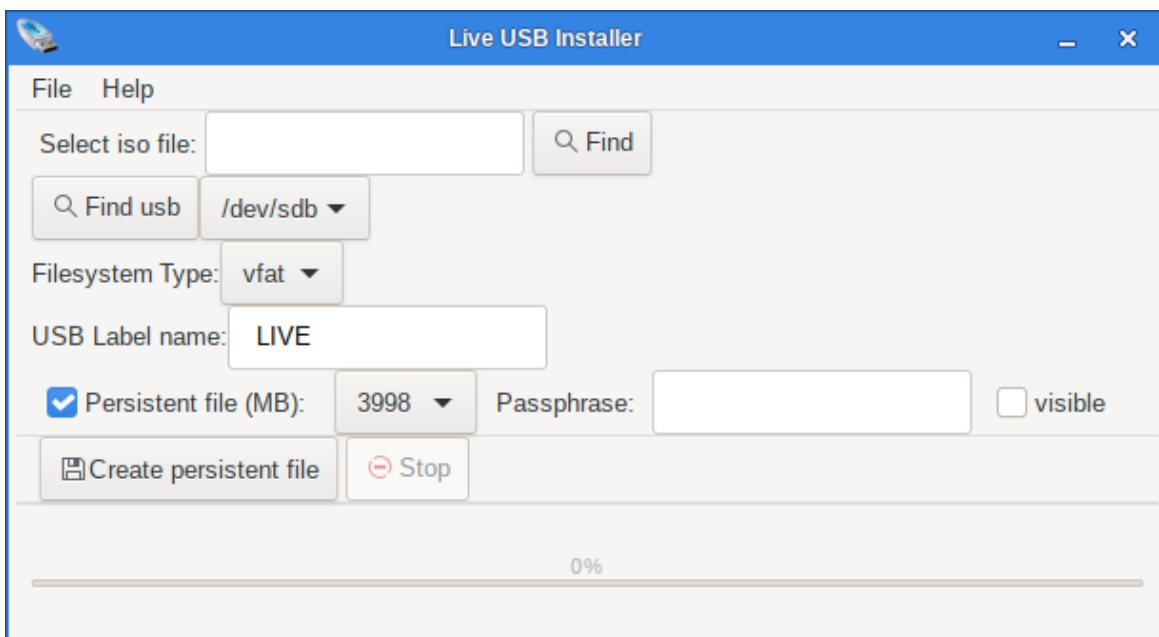 Live USB Installer
File Help
Select iso file: Find
Find usb /dev/sdb
Filesystem Type: vfat
USB Label name: LIVE
Persistent file (MB): 3998 Passphrase: visible
Create persistent file Stop
0%